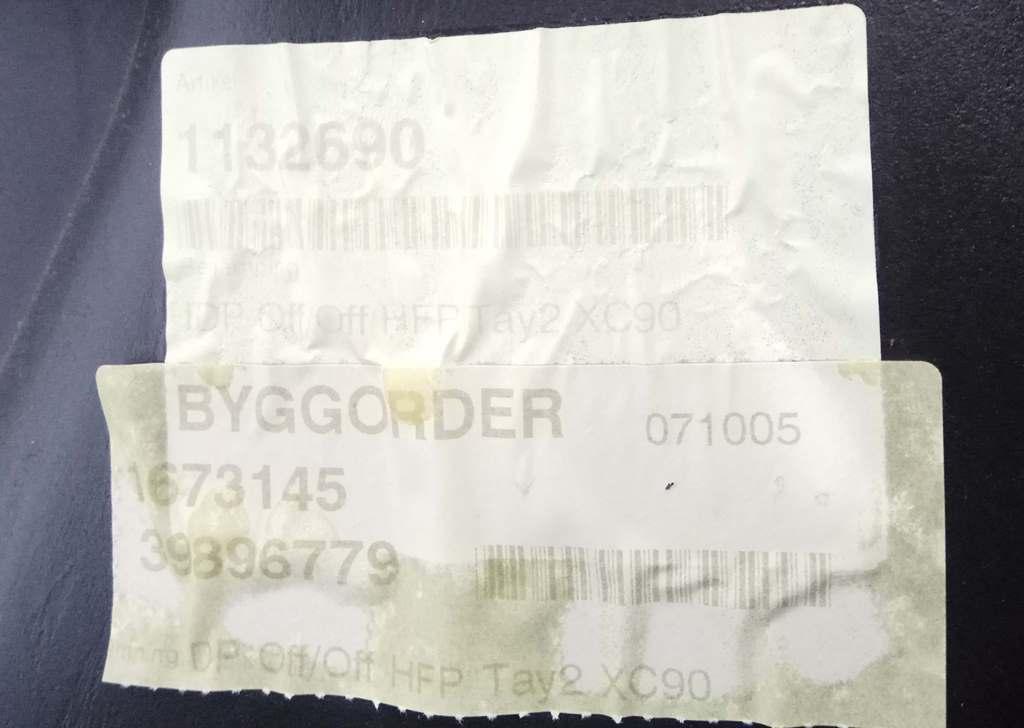 1132690
IDP Off/Off HFP Tay2 XC90
BYGGORDER 071005
1673145
39896779
DP Off/Off HFP Tay2 XC90